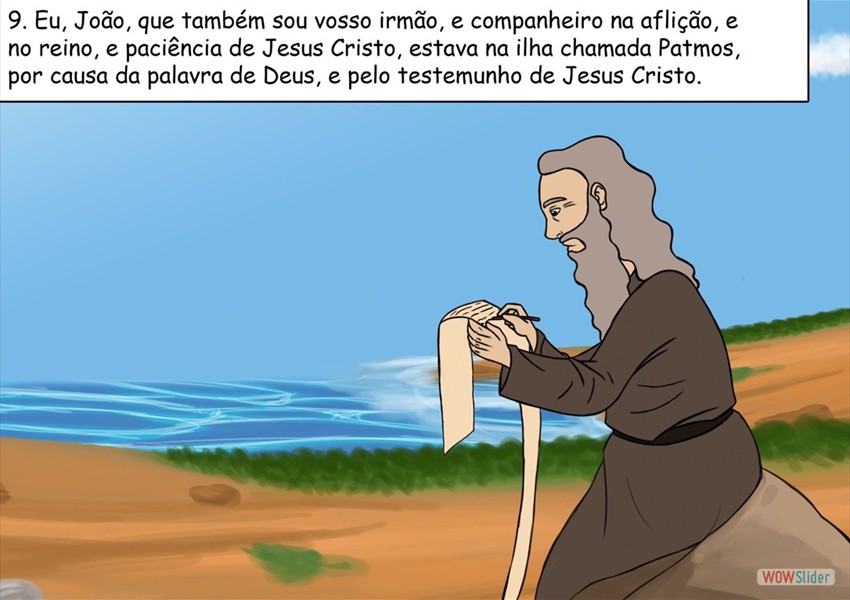 9. Eu, João, que também sou vosso irmão, e companheiro na aflição, e
no reino, e paciência de Jesus Cristo, estava na ilha chamada Patmos,
por causa da palavra de Deus, e pelo testemunho de Jesus Cristo.
WOWSlider